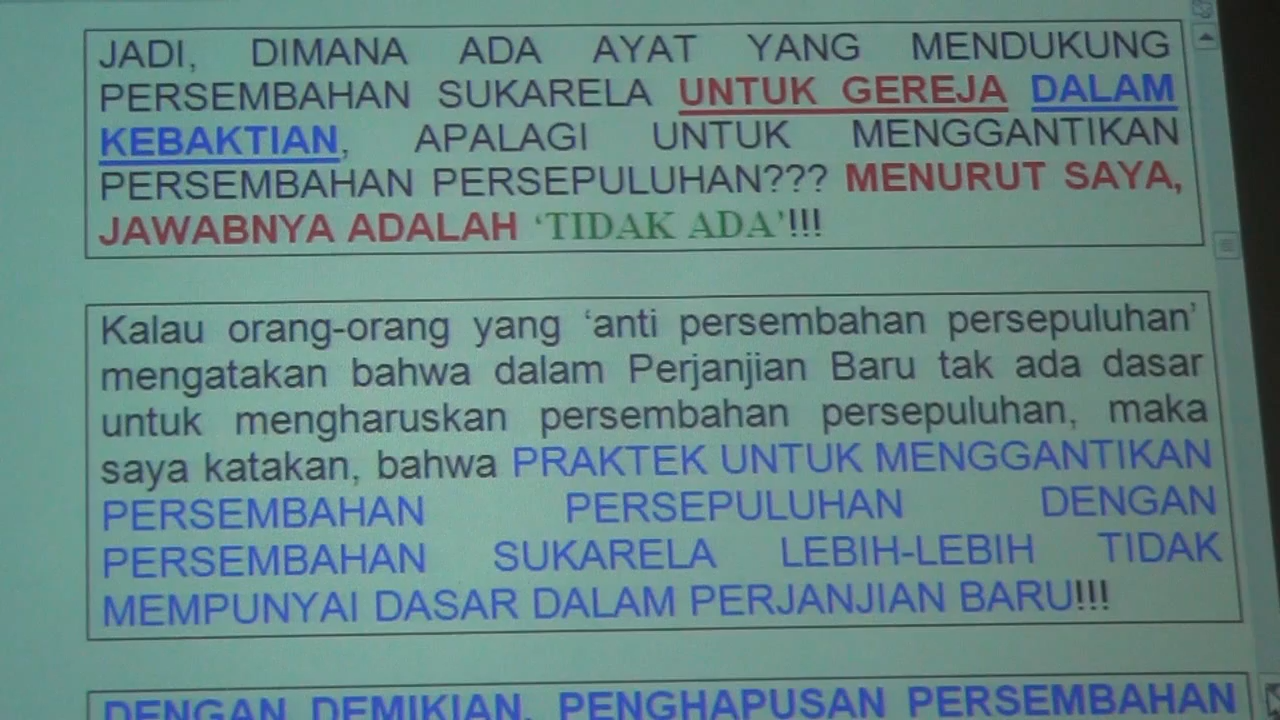 JADI, DIMANA ADA AYAT YANG MENDUKUNG
PERSEMBAHAN SUKARELA UNTUK GEREJA DALAM
KEBAKTIAN, APALAGI UNTUK MENGGANTIKAN
PERSEMBAHAN PERSEPULUHAN??? MENURUT SAYA,
JAWABNYA ADALAH ‘TIDAK ADA’!!!
Kalau orang-orang yang ‘anti persembahan persepuluhan’
mengatakan bahwa dalam Perjanjian Baru tak ada dasar
untuk mengharuskan persembahan persepuluhan, maka
saya katakan, bahwa PRAKTEK UNTUK MENGGANTIKAN
PERSEMBAHAN PERSEPULUHAN DENGAN
PERSEMBAHAN SUKARELA LEBIH-LEBIH TIDAK
MEMPUNYAI DASAR DALAM PERJANJIAN BARU!!!
DENGAN DEMIKIAN, PENGHAPUSAN PERSEMBAHAN